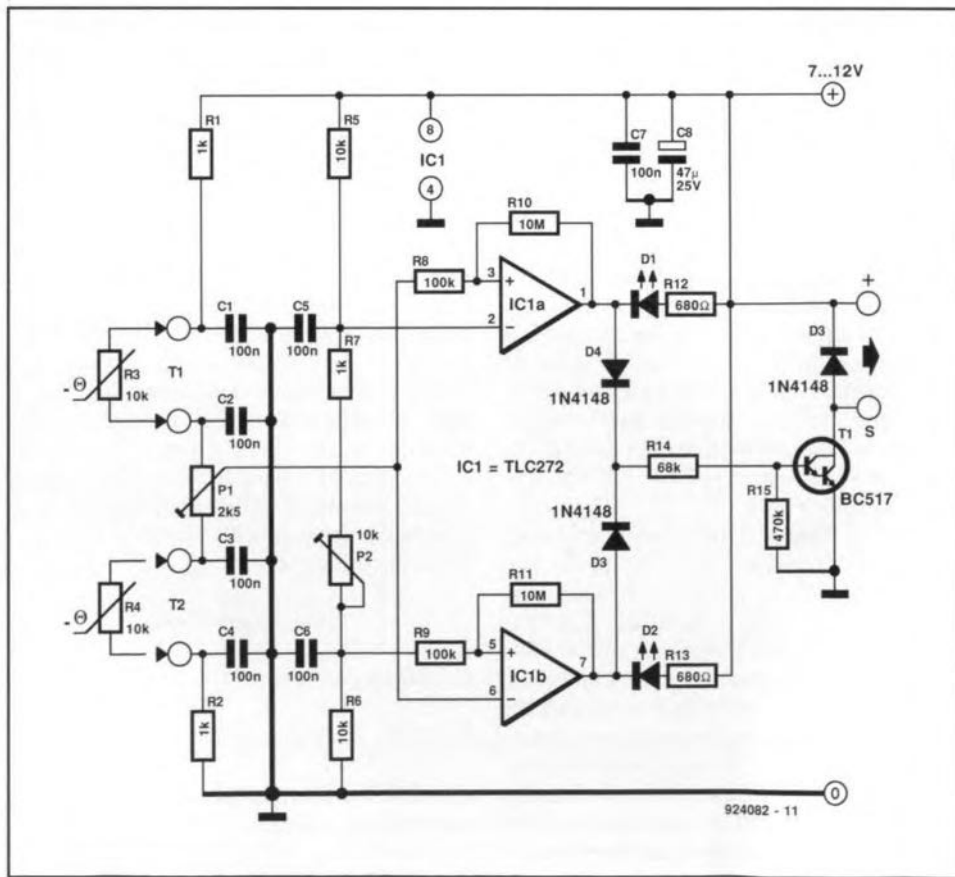 7...12V
+
R1
1k
R5
10k
8
IC1
4
C7
100n
C8
47µ
25V
R10
10M
R8
100k
3
+
IC1a
1
2
−
D1
R12
680Ω
+
D3
1N4148
S
C1
100n
C5
100n
R7
1k
-Θ
R3
10k
T1
C2
100n
D4
1N4148
IC1 = TLC272
R14
68k
T1
BC517
R15
470k
P1
2k5
1N4148
D3
10k
P2
C3
100n
-Θ
R4
10k
T2
R11
10M
C4
100n
C6
100n
R9
100k
5
+
IC1b
7
6
−
D2
R13
680Ω
R2
1k
R6
10k
0
924082 - 11